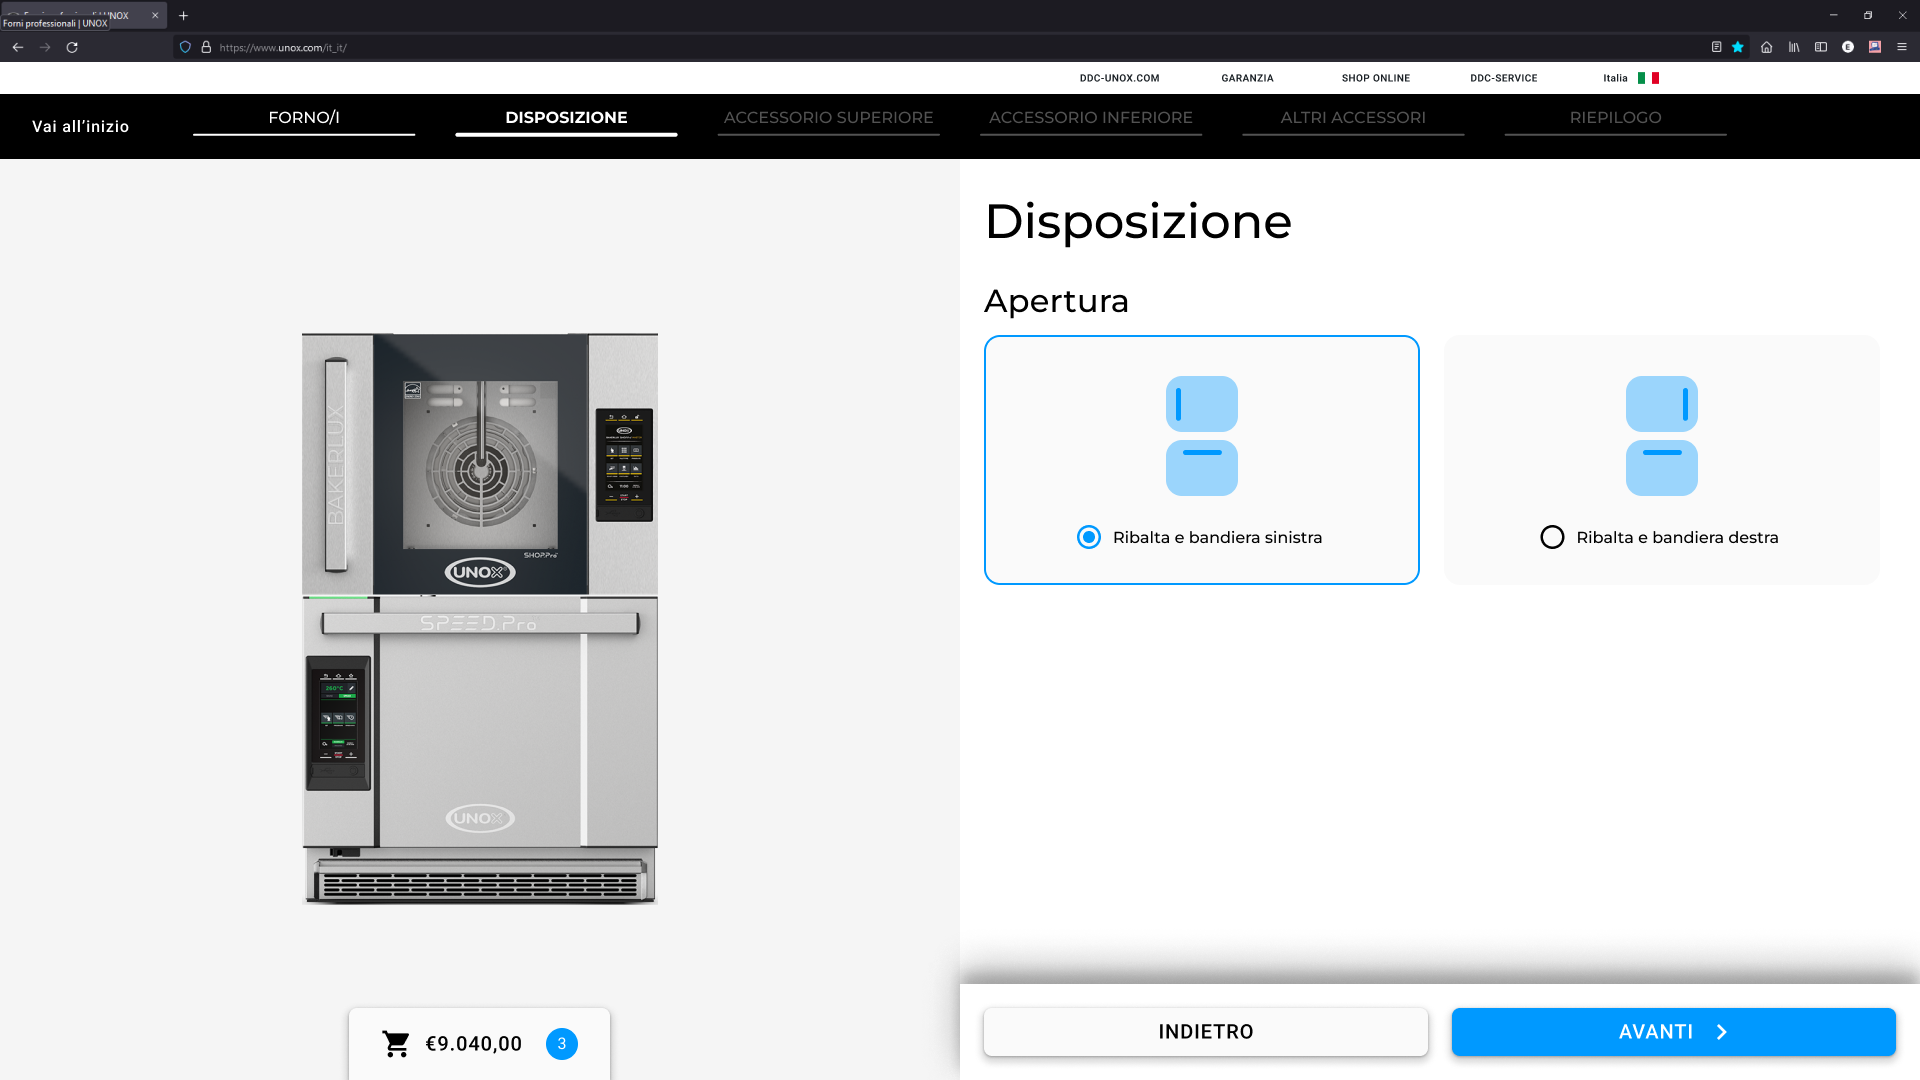 Forni professionali | UNOX
https://www.unox.com/it_it/
DDC-UNOX.COM
GARANZIA
SHOP ONLINE
DDC-SERVICE
Italia
Vai all'inizio
FORNO/I
DISPOSIZIONE
ACCESSORIO SUPERIORE
ACCESSORIO INFERIORE
ALTRI ACCESSORI
RIEPILOGO
Disposizione
Apertura
Ribalta e bandiera sinistra
Ribalta e bandiera destra
BAKERLUX
UNOX
SHOP.Pro
UNOX
SPEED.Pro
260°C
UNOX
€9.040,00
3
INDIETRO
AVANTI